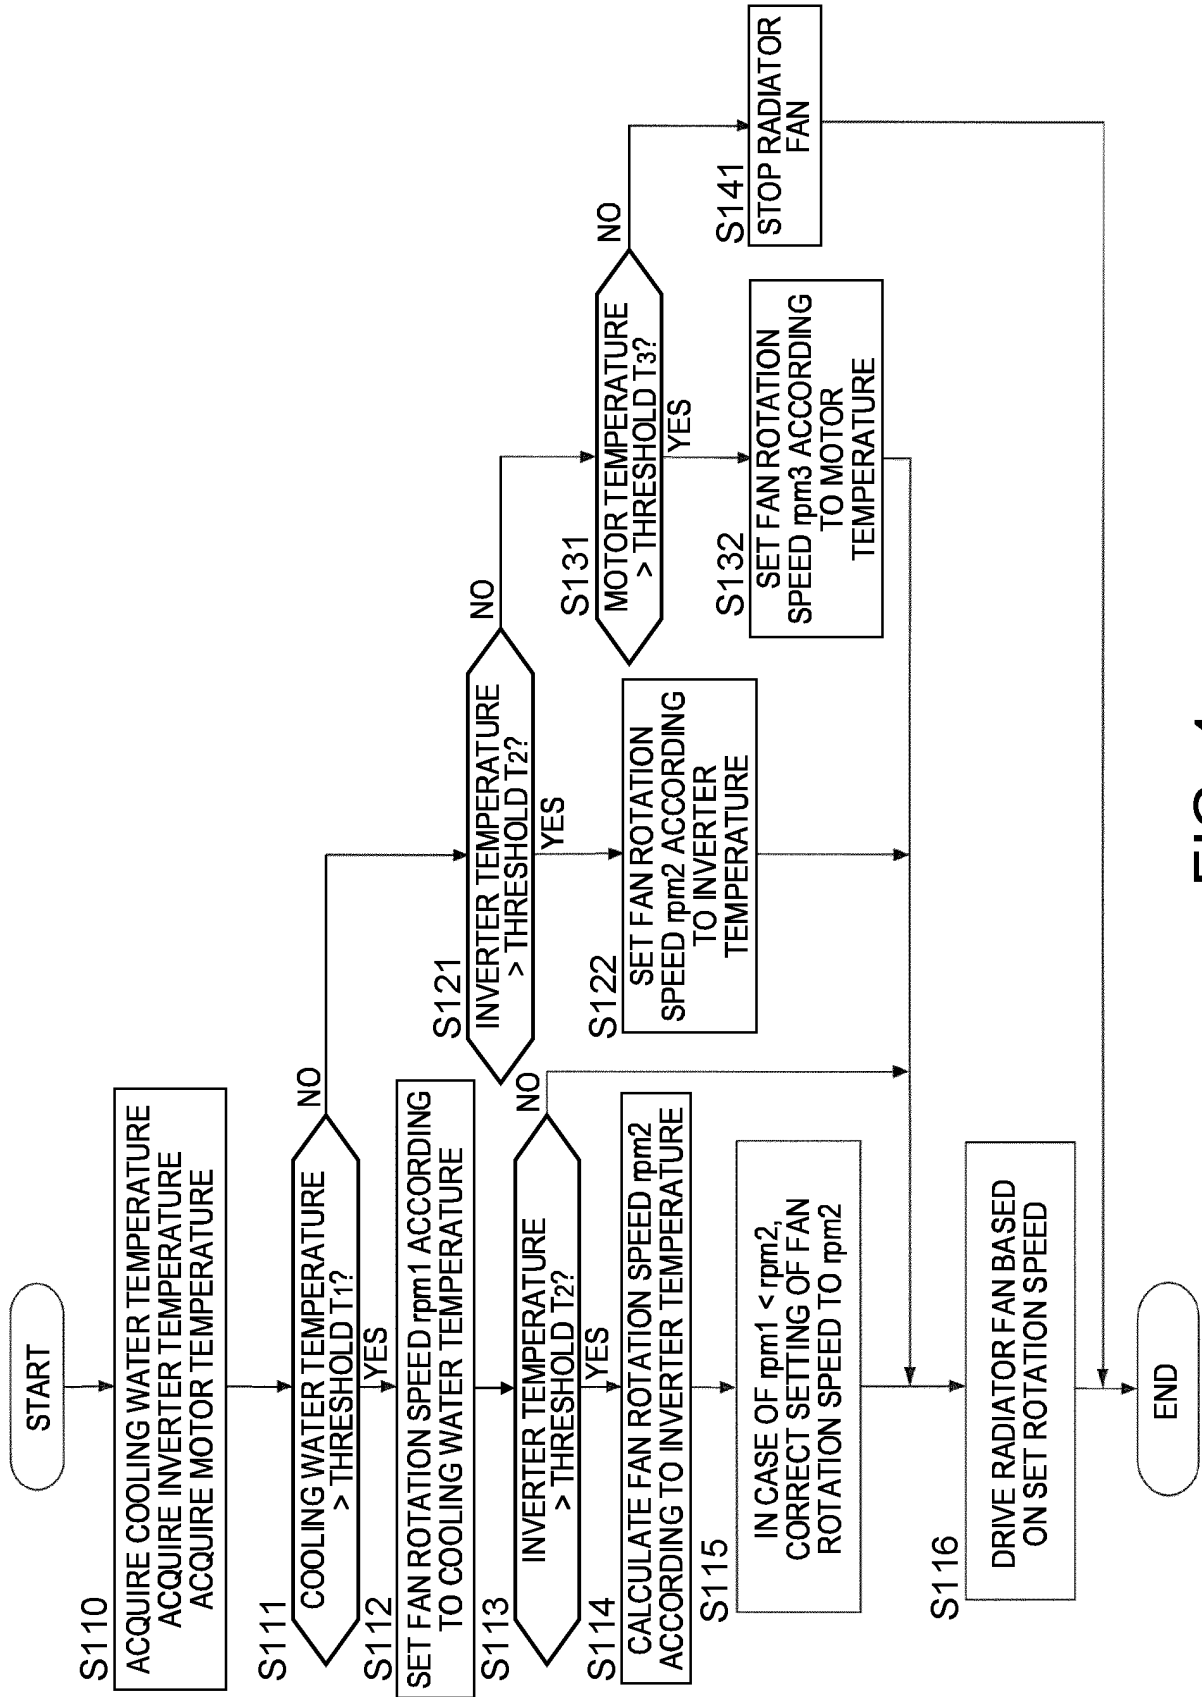 START
S110
ACQUIRE COOLING WATER TEMPERATURE
ACQUIRE INVERTER TEMPERATURE
ACQUIRE MOTOR TEMPERATURE
S111
COOLING WATER TEMPERATURE
> THRESHOLD T1?
NO
YES
S112
SET FAN ROTATION SPEED rpm1 ACCORDING
TO COOLING WATER TEMPERATURE
S113
INVERTER TEMPERATURE
> THRESHOLD T2?
NO
YES
S114
CALCULATE FAN ROTATION SPEED rpm2
ACCORDING TO INVERTER TEMPERATURE
S115
IN CASE OF rpm1 < rpm2,
CORRECT SETTING OF FAN
ROTATION SPEED TO rpm2
S116
DRIVE RADIATOR FAN BASED
ON SET ROTATION SPEED
END
S121
INVERTER TEMPERATURE
> THRESHOLD T2?
NO
YES
S122
SET FAN ROTATION
SPEED rpm2 ACCORDING
TO INVERTER
TEMPERATURE
S131
MOTOR TEMPERATURE
> THRESHOLD T3?
NO
YES
S132
SET FAN ROTATION
SPEED rpm3 ACCORDING
TO MOTOR
TEMPERATURE
S141
STOP RADIATOR
FAN